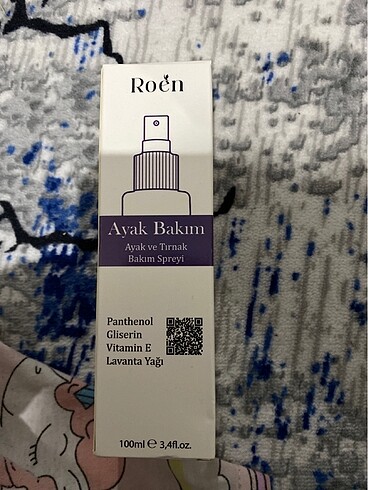 Roen
Ayak Bakım
Ayak ve Tırnak
Bakım Spreyi
Panthenol
Gliserin
Vitamin E
Lavanta Yağı
100ml ℮ 3,4fl.oz.